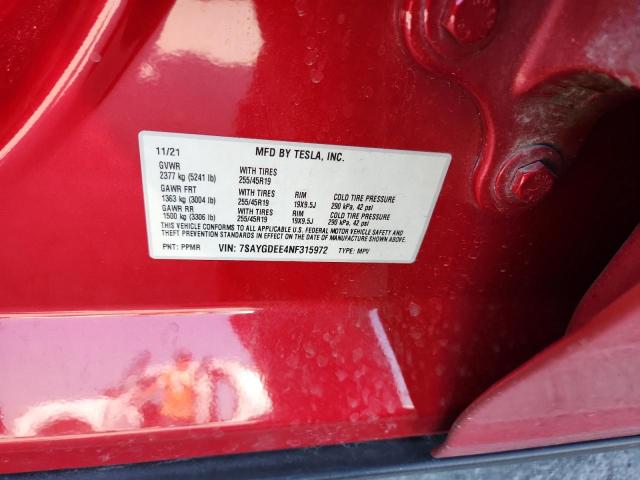 11/21 MFD BY TESLA, INC.
GVWR WITH TIRES
2377 kg (5241 lb) 255/45R19
GAWR FRT WITH TIRES RIM COLD TIRE PRESSURE
1363 kg (3004 lb) 255/45R19 19X9.5J 290 kPa, 42 psi
GAWR RR WITH TIRES RIM COLD TIRE PRESSURE
1500 kg (3306 lb) 255/45R19 19X9.5J 290 kPa, 42 psi
THIS VEHICLE CONFORMS TO ALL APPLICABLE U.S. FEDERAL MOTOR VEHICLE SAFETY AND
THEFT PREVENTION STANDARDS IN EFFECT ON THE DATE OF MANUFACTURE SHOWN ABOVE.
PNT: PPMR VIN: 7SAYGDEE4NF315972 TYPE: MPV